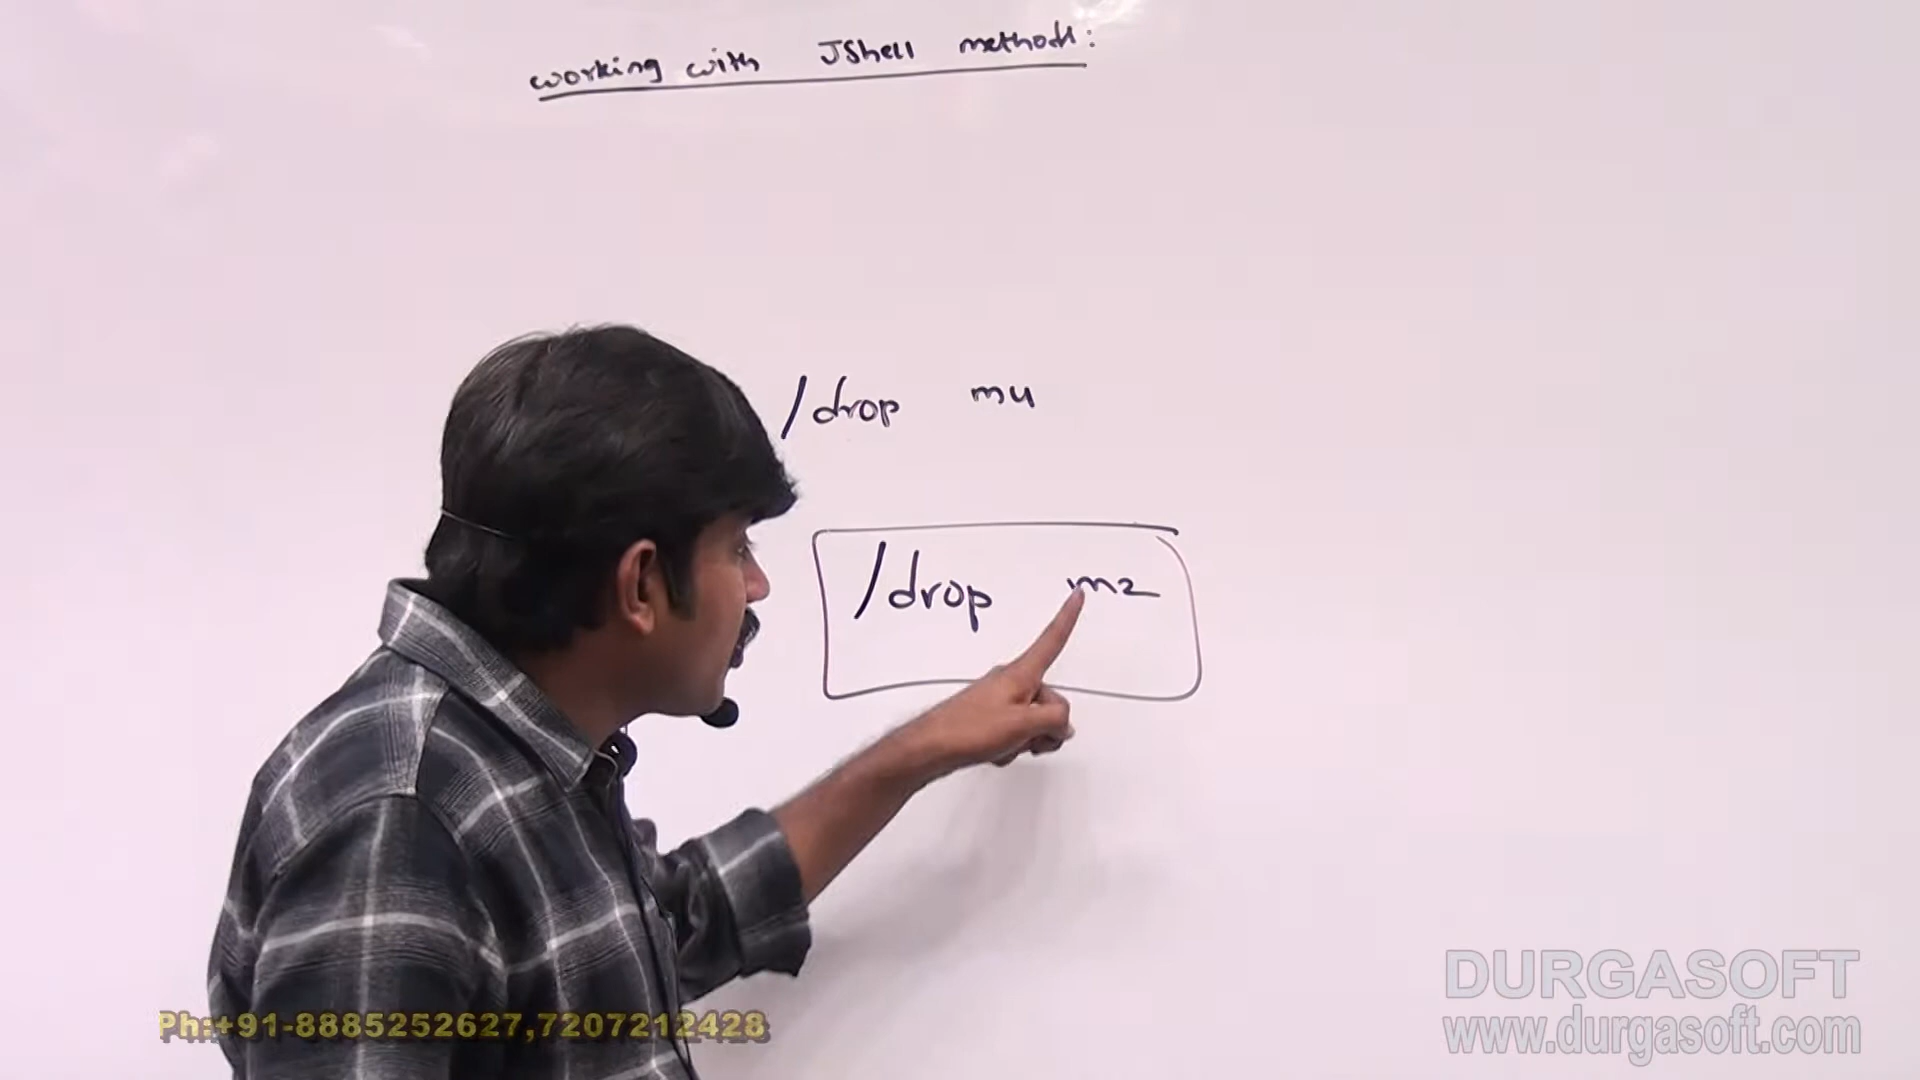 working with JShell methods:
/drop m4
/drop m2
DURGASOFT
www.durgasoft.com
Ph:+91-8885252627,7207212428